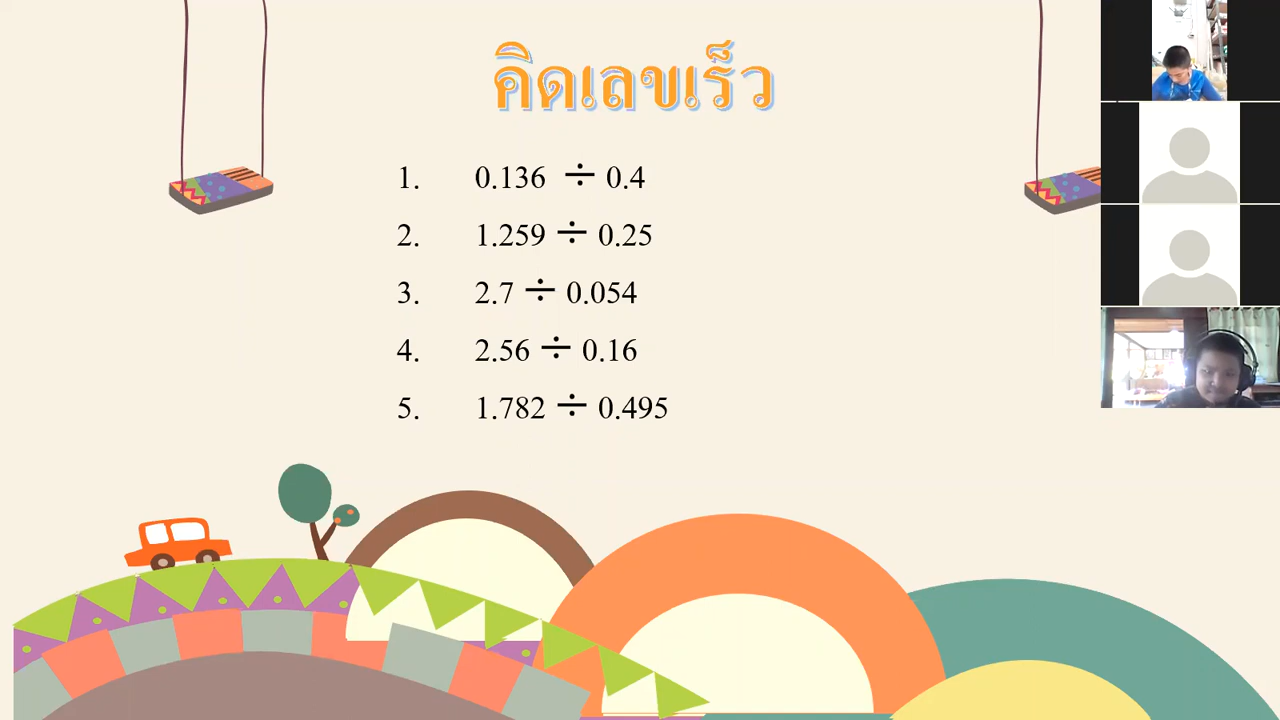 คิดเลขเร็ว
1. 0.136 ÷ 0.4
2. 1.259 ÷ 0.25
3. 2.7 ÷ 0.054
4. 2.56 ÷ 0.16
5. 1.782 ÷ 0.495